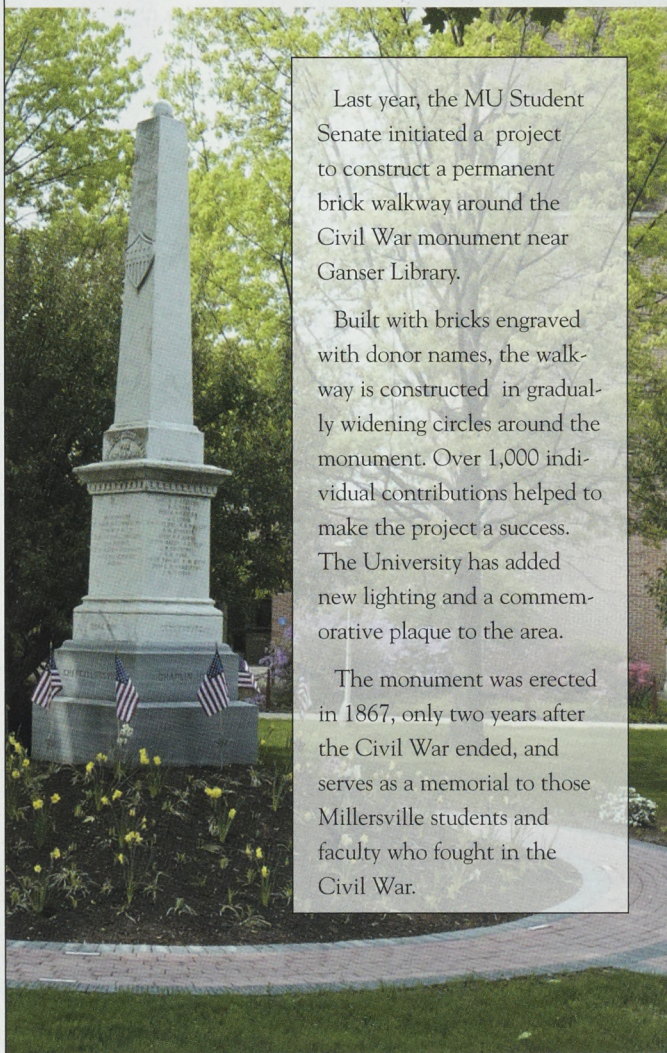 Last year, the MU Student
Senate initiated a project
to construct a permanent
brick walkway around the
Civil War monument near
Ganser Library.
Built with bricks engraved
with donor names, the walk-
way is constructed in gradual-
ly widening circles around the
monument. Over 1,000 indi-
vidual contributions helped to
make the project a success.
The University has added
new lighting and a commem-
orative plaque to the area.
The monument was erected
in 1867, only two years after
the Civil War ended, and
serves as a memorial to those
Millersville students and
faculty who fought in the
Civil War.